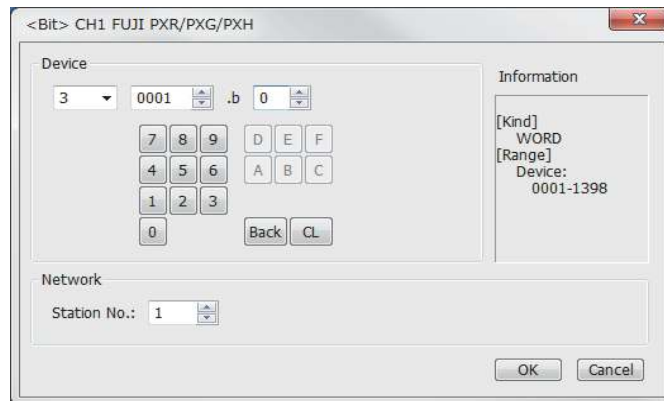 <Bit> CH1 FUJI PXR/PXG/PXH
Device
3 0001 .b 0
7 8 9 D E F
4 5 6 A B C
1 2 3
0 Back CL
Information
[Kind]
WORD
[Range]
Device:
0001-1398
Network
Station No.: 1
OK Cancel